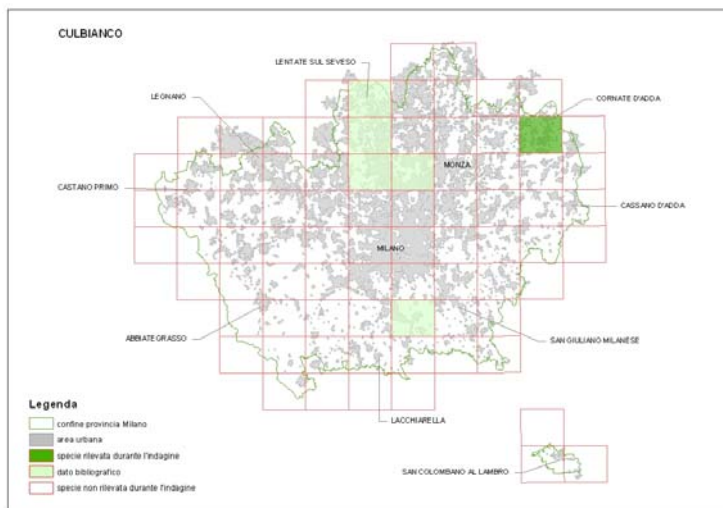 CULBIANCO
LENTATE SUL SEVESO
LEGNANO
CORNATE D'ADDA
MONZA
CASTANO PRIMO
CASSANO D'ADDA
MILANO
ABBIATEGRASSO
SAN GIULIANO MILANESE
LACCHIARELLA
Legenda
confine provincia Milano
area urbana
specie rilevata durante l'indagine
dato bibliografico
specie non rilevata durante l'indagine
SAN COLOMBANO AL LAMBRO